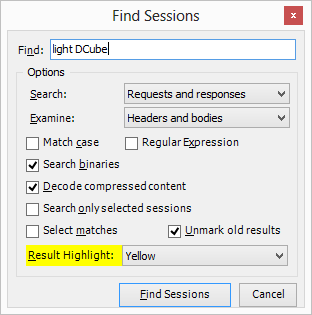 Find Sessions
x
Find: light DCube
Options
Search: Requests and responses
Examine: Headers and bodies
Match case Regular Expression
Search binaries
Decode compressed content
Search only selected sessions
Select matches Unmark old results
Result Highlight: Yellow
Find Sessions Cancel